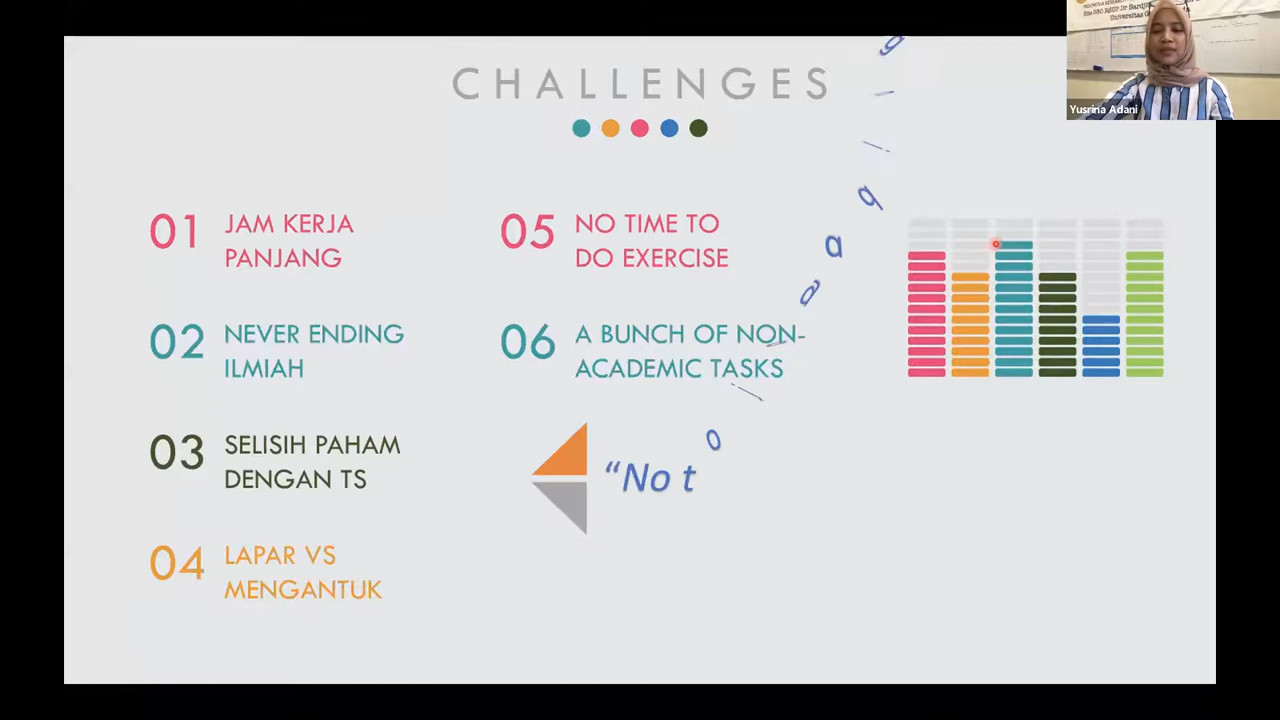 CHALLENGES
01 JAM KERJA
PANJANG
02 NEVER ENDING
ILMIAH
03 SELISIH PAHAM
DENGAN TS
04 LAPAR VS
MENGANTUK
05 NO TIME TO
DO EXERCISE
06 A BUNCH OF NON-
ACADEMIC TASKS
“No t
o
Yusrina Adani